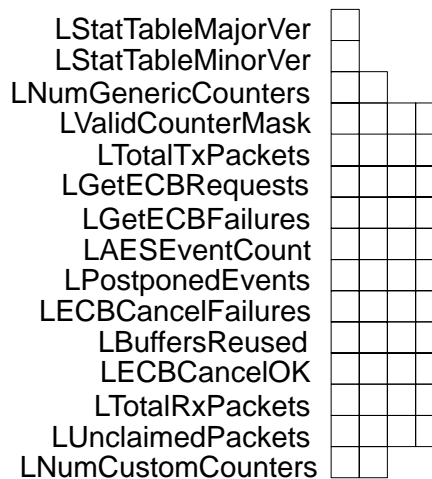 LStatTableMajorVer
LStatTableMinorVer
LNumGenericCounters
LValidCounterMask
LTotalTxPackets
LGetECBRequests
LGetECBFailures
LAESEventCount
LPostponedEvents
LECBCancelFailures
LBuffersReused
LECBCancelOK
LTotalRxPackets
LUnclaimedPackets
LNumCustomCounters